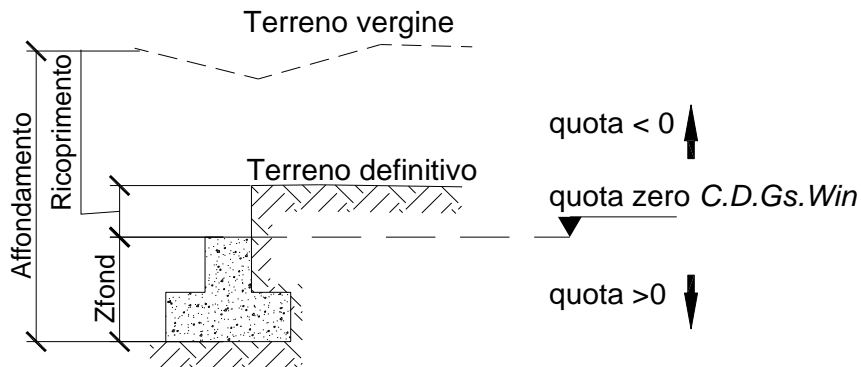 Terreno vergine
quota < 0
Terreno definitivo
quota zero C.D.Gs.Win
quota >0
Affondamento
Ricoprimento
Zfond